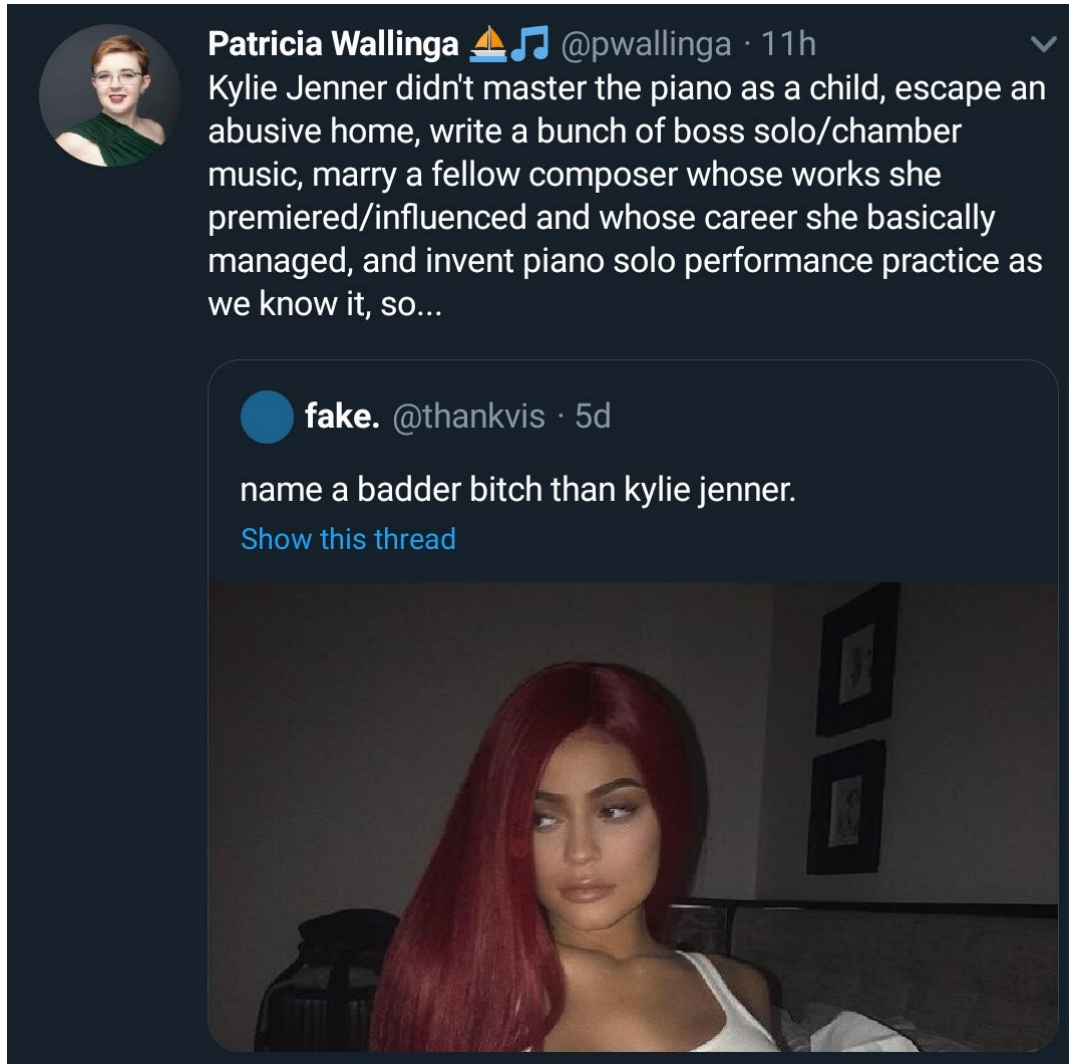 Patricia Wallinga ⛵🎵 @pwallinga · 11h
Kylie Jenner didn't master the piano as a child, escape an
abusive home, write a bunch of boss solo/chamber
music, marry a fellow composer whose works she
premiered/influenced and whose career she basically
managed, and invent piano solo performance practice as
we know it, so...
fake. @thankvis · 5d
name a badder bitch than kylie jenner.
Show this thread